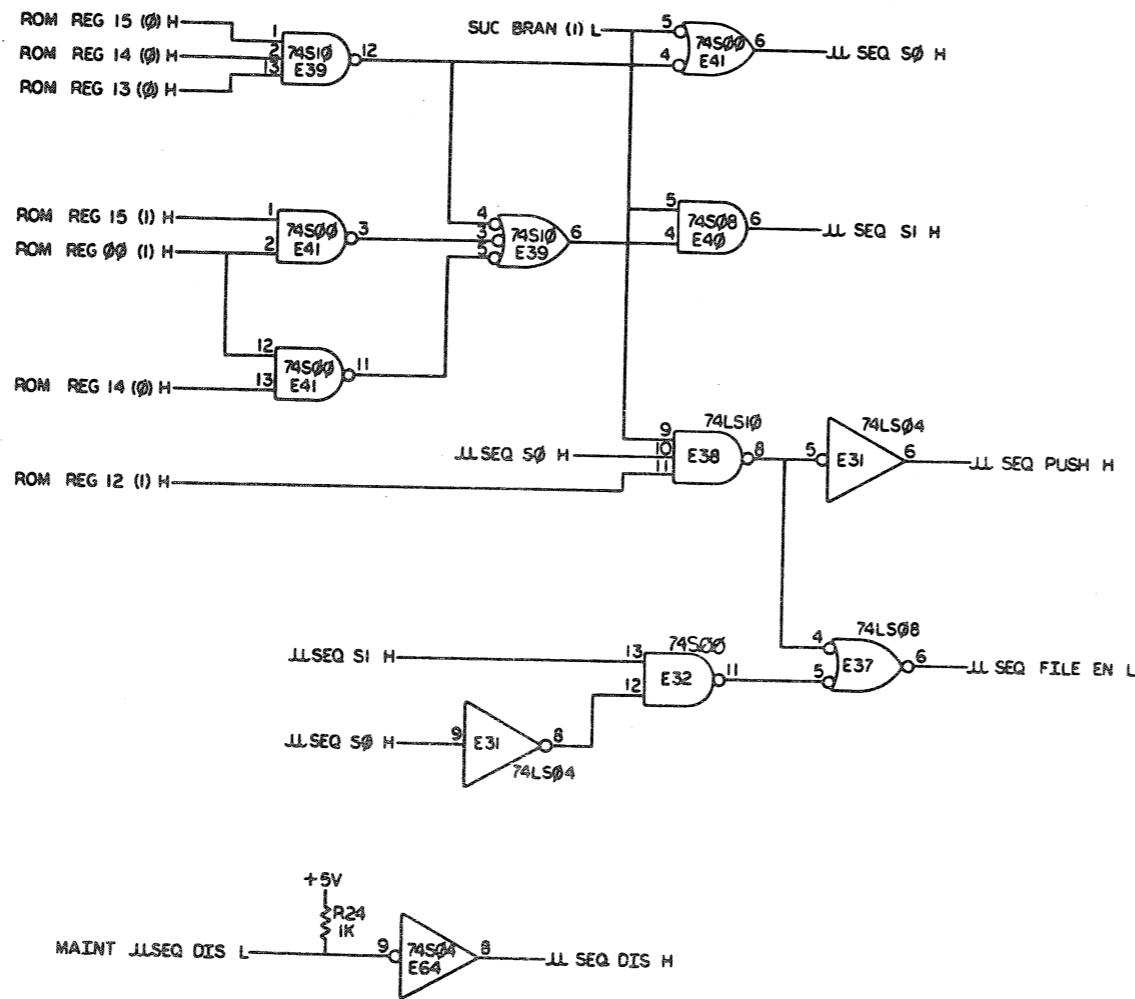 ROM REG 15 (Ø) H
1
ROM REG 14 (Ø) H
2
13
ROM REG 13 (Ø) H
74S10
E39
12
SUC BRAN (1) L
5
4
74SØØ
E41
6
µ SEQ SØ H
ROM REG 15 (1) H
1
ROM REG ØØ (1) H
2
74SØØ
E41
3
4
3
5
74S1Ø
E39
6
5
4
74SØ8
E4Ø
6
µ SEQ S1 H
12
ROM REG 14 (Ø) H
13
74SØØ
E41
11
µSEQ SØ H
ROM REG 12 (1) H
9
10
11
74LS1Ø
E38
8
74LSØ4
5
E31
6
µ SEQ PUSH H
µSEQ S1 H
13
12
74SØØ
E32
11
74LSØ8
4
5
E37
6
µ SEQ FILE EN L
µSEQ SØ H
9
E31
8
74LSØ4
+5V
R24
1K
MAINT µSEQ DIS L
9
74SØ4
E64
8
µ SEQ DIS H